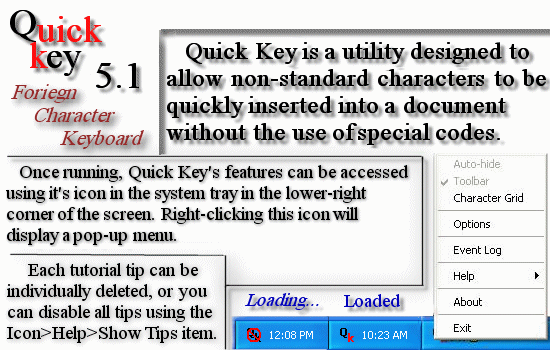 Quick
key
5.1
Foriegn
Character
Keyboard
Quick Key is a utility designed to
allow non-standard characters to be
quickly inserted into a document
without the use of special codes.
Once running, Quick Key's features can be accessed
using it's icon in the system tray in the lower-right
corner of the screen. Right-clicking this icon will
display a pop-up menu.
Each tutorial tip can be
individually deleted, or you
can disable all tips using the
Icon>Help>Show Tips item.
Loading...
Loaded
Qk 12:08 PM
Qk 10:23 AM
Auto-hide
Toolbar
Character Grid
Options
Event Log
Help
About
Exit